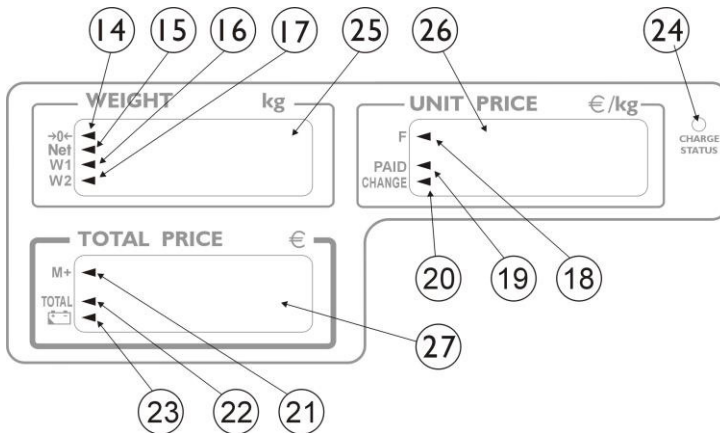 14 15 16 17 25 26 24
WEIGHT kg
→0←
Net
W1
W2
UNIT PRICE €/kg
F
PAID
CHANGE
CHARGE
STATUS
TOTAL PRICE €
M+
TOTAL
20 19 18
27
23 22 21